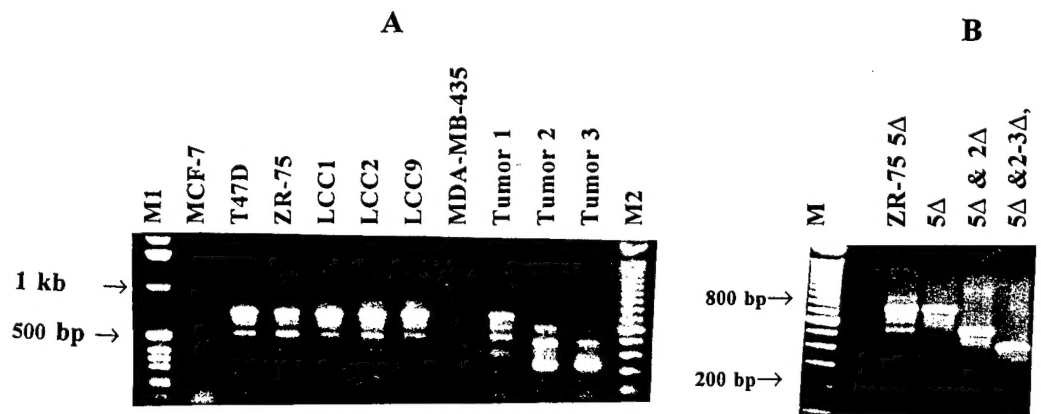 A
M1
MCF-7
T47D
ZR-75
LCC1
LCC2
LCC9
MDA-MB-435
Tumor 1
Tumor 2
Tumor 3
M2
1 kb →
500 bp →
B
M
ZR-75 5Δ
5Δ
5Δ & 2Δ
5Δ &2-3Δ,
800 bp→
200 bp→